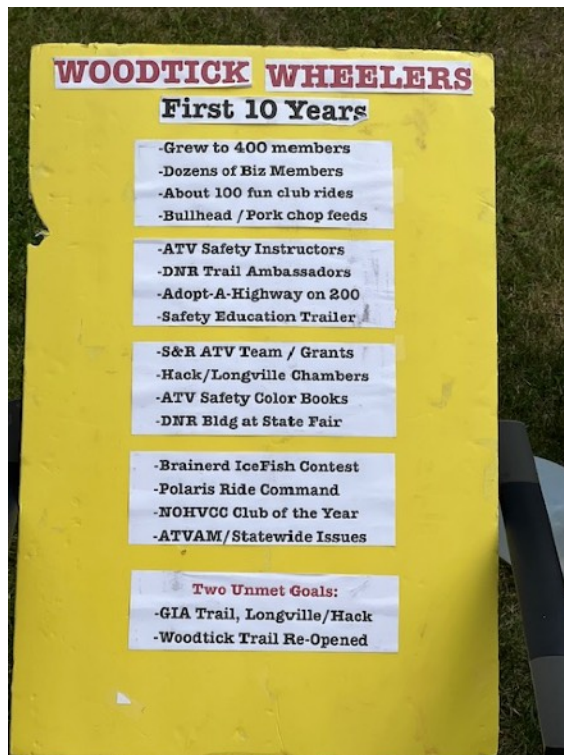 WOODTICK WHEELERS
First 10 Years
-Grew to 400 members
-Dozens of Biz Members
-About 100 fun club rides
-Bullhead / Pork chop feeds
-ATV Safety Instructors
-DNR Trail Ambassadors
-Adopt-A-Highway on 200
-Safety Education Trailer
-S&R ATV Team / Grants
-Hack/Longville Chambers
-ATV Safety Color Books
-DNR Bldg at State Fair
-Brainerd IceFish Contest
-Polaris Ride Command
-NOHVCC Club of the Year
-ATVAM/Statewide Issues
Two Unmet Goals:
-GIA Trail, Longville/Hack
-Woodtick Trail Re-Opened